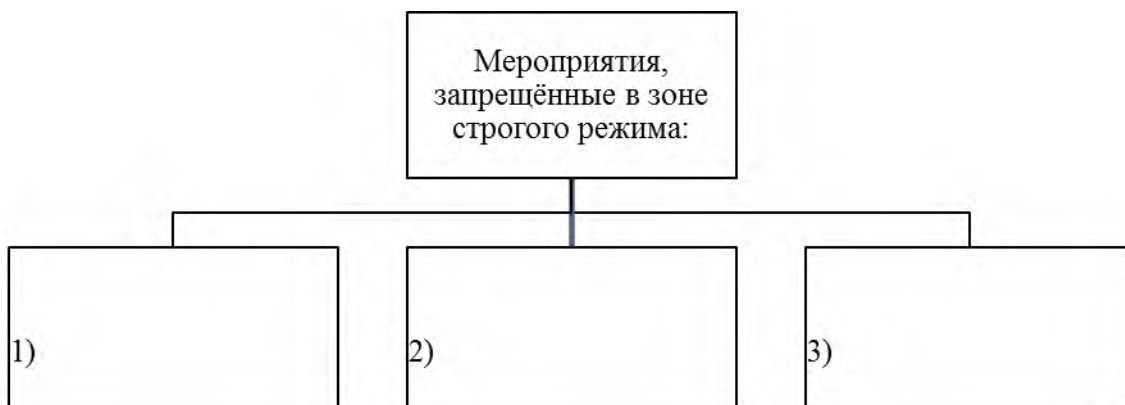 Мероприятия,
запрещённые в зоне
строгого режима:
1)
2)
3)